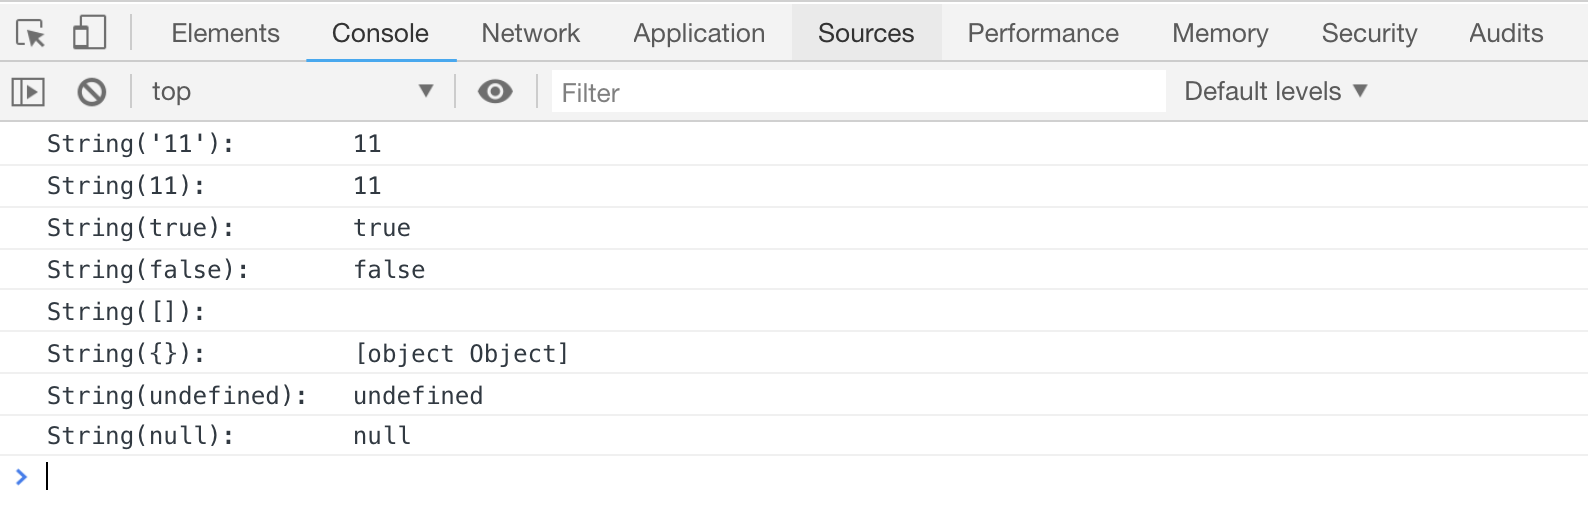 Elements Console Network Application Sources Performance Memory Security Audits
top Filter Default levels
String('11'): 11
String(11): 11
String(true): true
String(false): false
String([]):
String({}): [object Object]
String(undefined): undefined
String(null): null